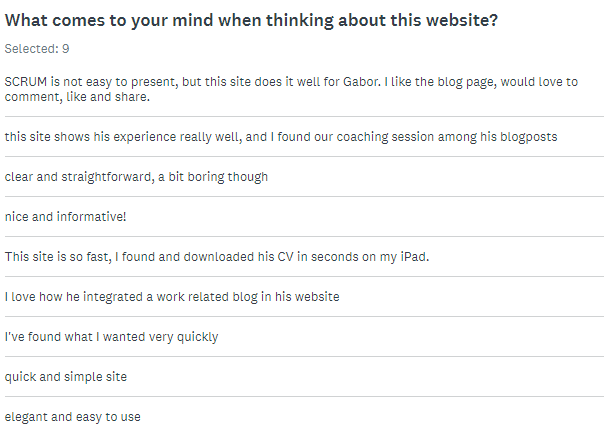 What comes to your mind when thinking about this website?
Selected: 9
SCRUM is not easy to present, but this site does it well for Gabor. I like the blog page, would love to
comment, like and share.
this site shows his experience really well, and I found our coaching session among his blogposts
clear and straightforward, a bit boring though
nice and informative!
This site is so fast, I found and downloaded his CV in seconds on my iPad.
I love how he integrated a work related blog in his website
I've found what I wanted very quickly
quick and simple site
elegant and easy to use